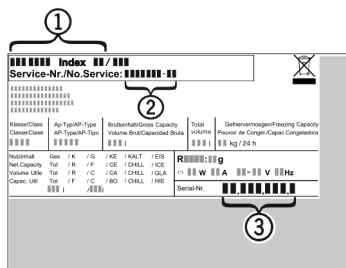 1
Index /
Service-Nr./No.Service: -
2
Klasse/Class Ap-Typ/AP-Type Bruttoinhalt/Gross Capacity Total Gefriervermoegen/Freezing Capacity
Classe/Classe AP-Type/AP-Tipo Volume Brut/Capacidad Bruta volume Pouvoir de Congel./Capac.Congeladora
l l kg / 24 h
Nutzinhalt Ges / K / G / KE / KALT / EIS
Net Capacity Tot / R / F / CE / CHILL / ICE
Volume Utile Tot / R / C / CA / CHILL / GLA
Capac. Util Tot / F / C / BO / CHILL / HIE
l / l
R : g
W A - V Hz
Serial-Nr. . . .
3